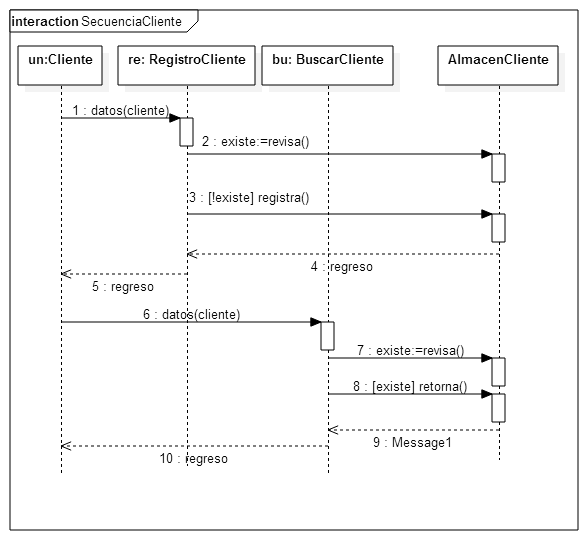 interaction SecuenciaCliente
un:Cliente
re: RegistroCliente
bu: BuscarCliente
AlmacenCliente
1 : datos(cliente)
2 : existe:=revisa()
3 : [!existe] registra()
4 : regreso
5 : regreso
6 : datos(cliente)
7 : existe:=revisa()
8 : [existe] retorna()
9 : Message1
10 : regreso